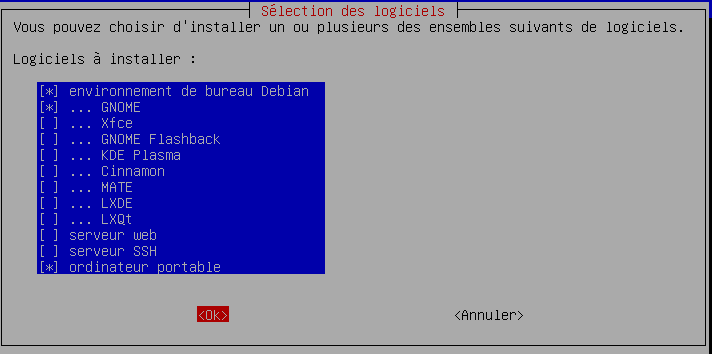 Sélection des logiciels
Vous pouvez choisir d'installer un ou plusieurs des ensembles suivants de logiciels.
Logiciels à installer :
[*] environnement de bureau Debian
[*] ... GNOME
[ ] ... Xfce
[ ] ... GNOME Flashback
[ ] ... KDE Plasma
[ ] ... Cinnamon
[ ] ... MATE
[ ] ... LXDE
[ ] ... LXQt
[ ] serveur web
[ ] serveur SSH
[*] ordinateur portable
<Ok> <Annuler>